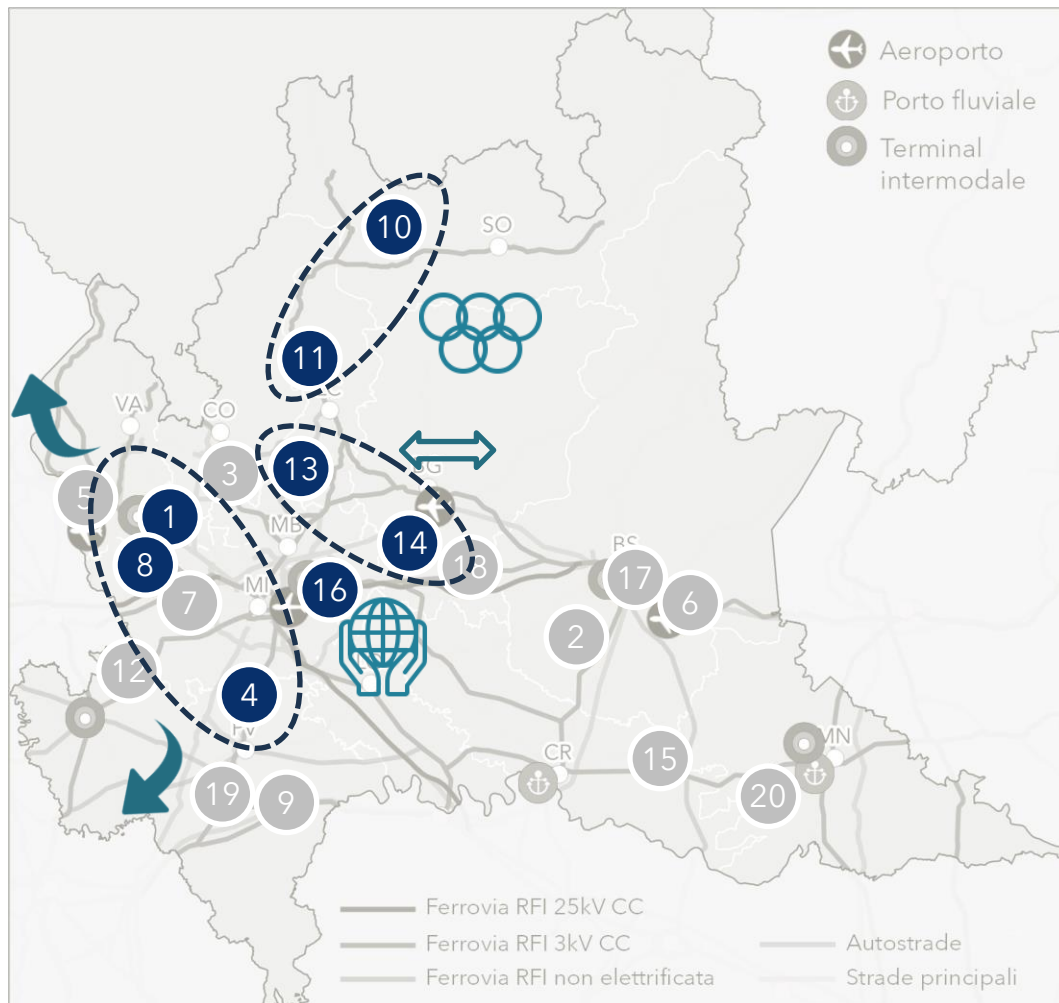 Aeroporto
Porto fluviale
Terminal
intermodale
10
SO
11
VA
CO
3
13
5
1
MB
14
8
16
18
BS
17
7
MI
6
2
12
4
CR
15
MN
19
9
20
Ferrovia RFI 25kV CC
Ferrovia RFI 3kV CC
Autostrade
Ferrovia RFI non elettrificata
Strade principali